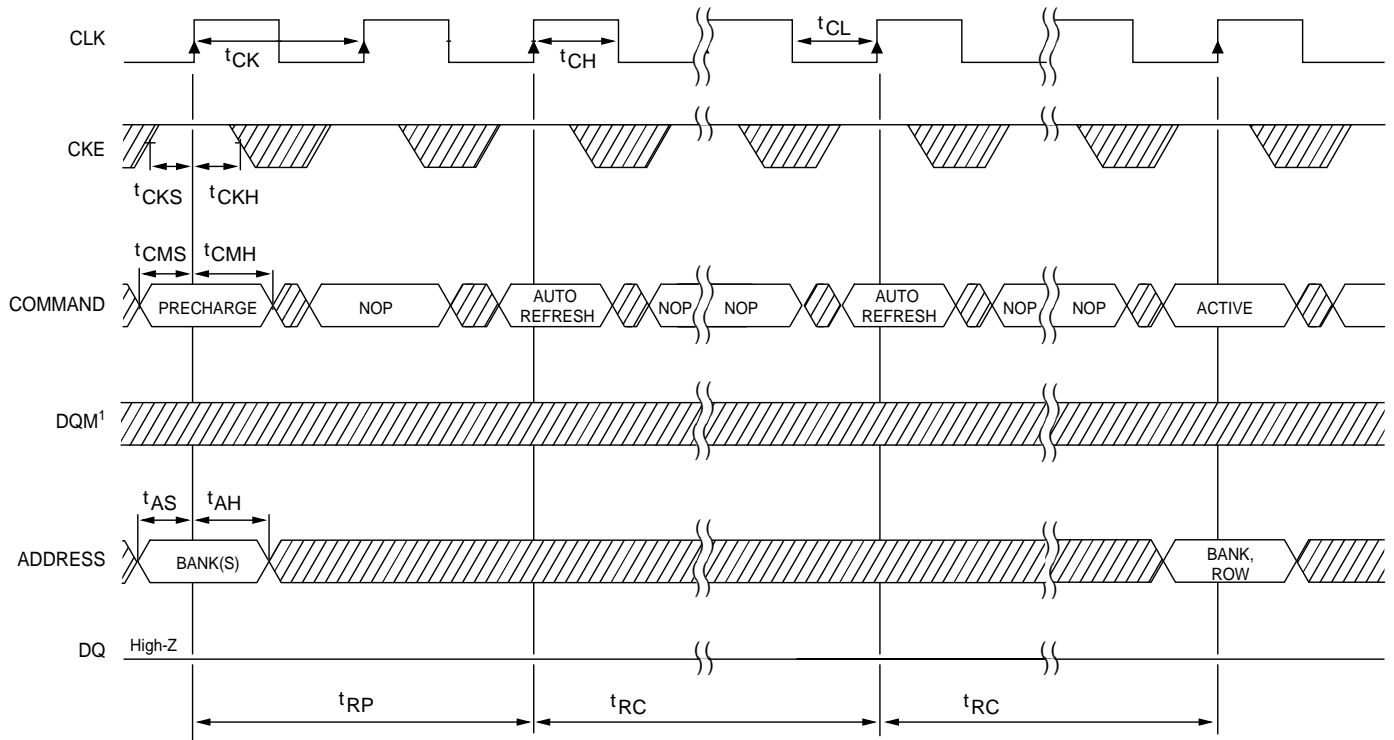 CLK
tCK
tCH
tCL
CKE
tCKS
tCKH
tCMS
tCMH
COMMAND
PRECHARGE
NOP
AUTO
REFRESH
NOP
NOP
AUTO
REFRESH
NOP
NOP
ACTIVE
DQM1
tAS
tAH
ADDRESS
BANK(S)
BANK,
ROW
DQ
High-Z
tRP
tRC
tRC